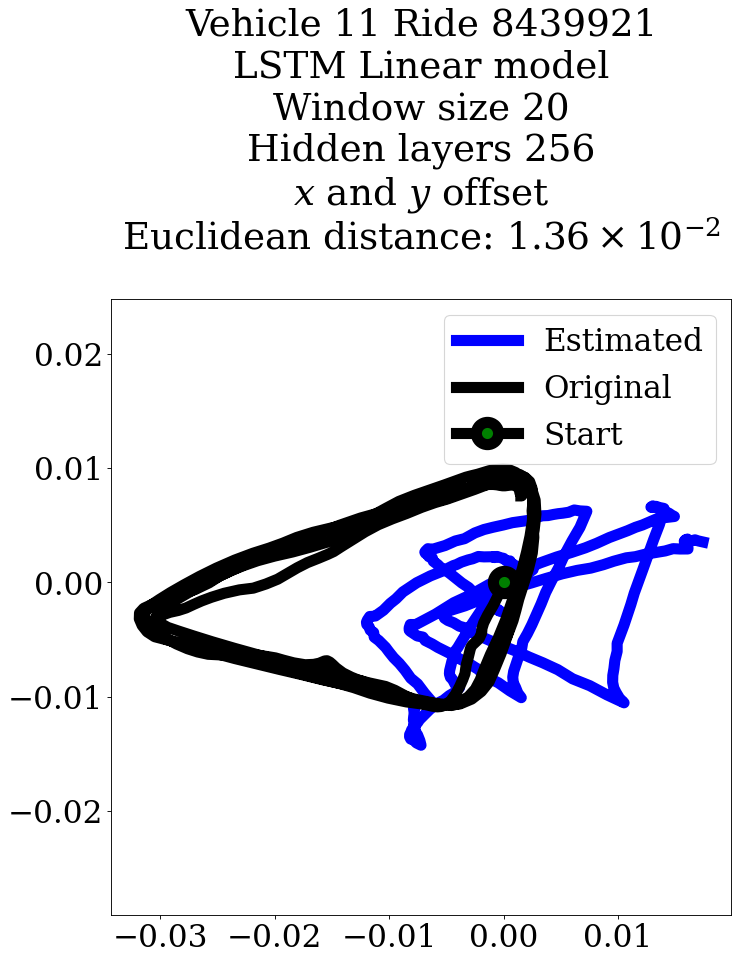 Vehicle 11 Ride 8439921
LSTM Linear model
Window size 20
Hidden layers 256
x and y offset
Euclidean distance: 1.36 × 10⁻²
Estimated
Original
Start
0.02
0.01
0.00
−0.01
−0.02
−0.03 −0.02 −0.01 0.00 0.01